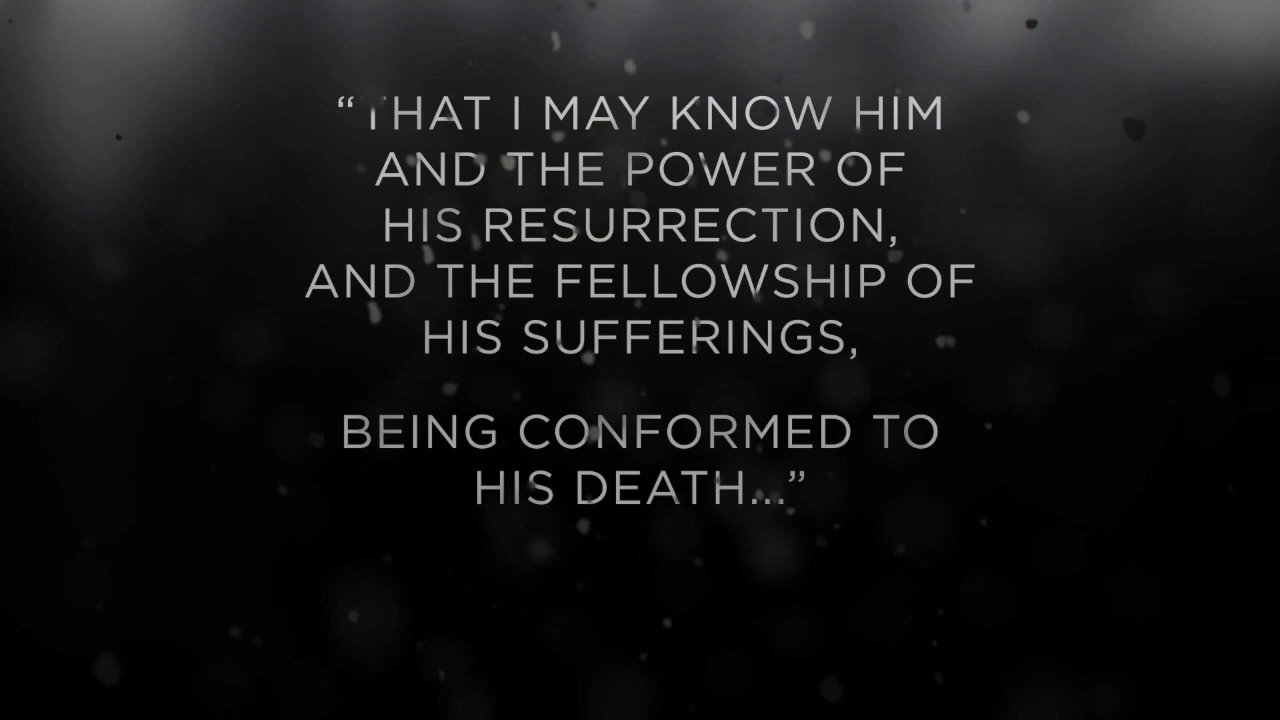 “THAT I MAY KNOW HIM
AND THE POWER OF
HIS RESURRECTION,
AND THE FELLOWSHIP OF
HIS SUFFERINGS,
BEING CONFORMED TO
HIS DEATH...”